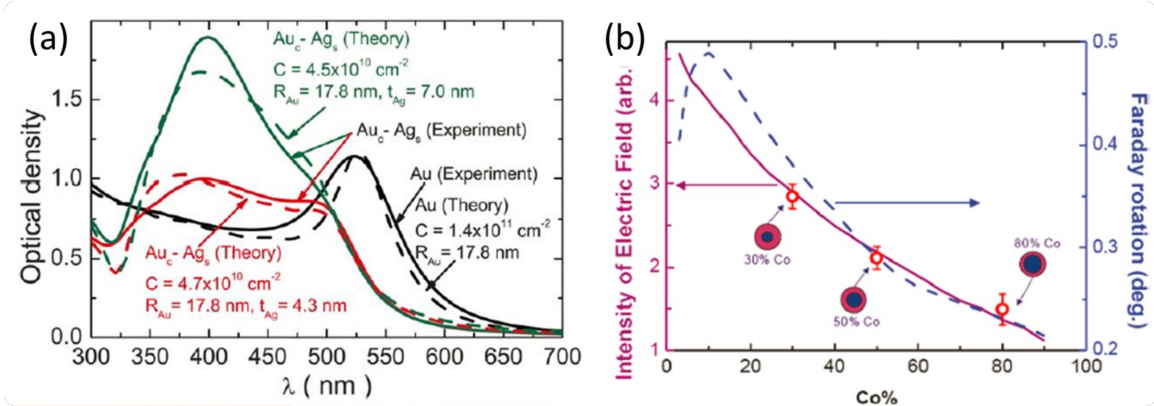 (a)
Optical density
1.5
1.0
0.5
0.0
300 350 400 450 500 550 600 650 700
λ ( nm )
Au_c- Ag_s (Theory)
C = 4.5x10^10 cm^-2
R_Au = 17.8 nm, t_Ag = 7.0 nm
Au_c- Ag_s (Experiment)
Au (Experiment)
Au (Theory)
C = 1.4x10^11 cm^-2
R_Au = 17.8 nm
Au_c- Ag_s (Theory)
C = 4.7x10^10 cm^-2
R_Au = 17.8 nm, t_Ag = 4.3 nm
(b)
Intensity of Electric Field (arb.
4
3
2
1
0 20 40 60 80 100
Co%
30% Co
50% Co
80% Co
0.5
0.4
0.3
0.2
Faraday rotation (deg.)